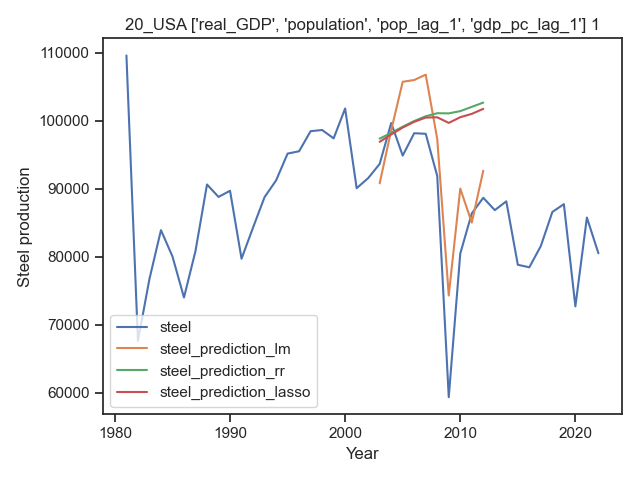 20_USA ['real_GDP', 'population', 'pop_lag_1', 'gdp_pc_lag_1'] 1
110000
100000
90000
80000
70000
60000
Steel production
steel
steel_prediction_lm
steel_prediction_rr
steel_prediction_lasso
1980
1990
2000
2010
2020
Year